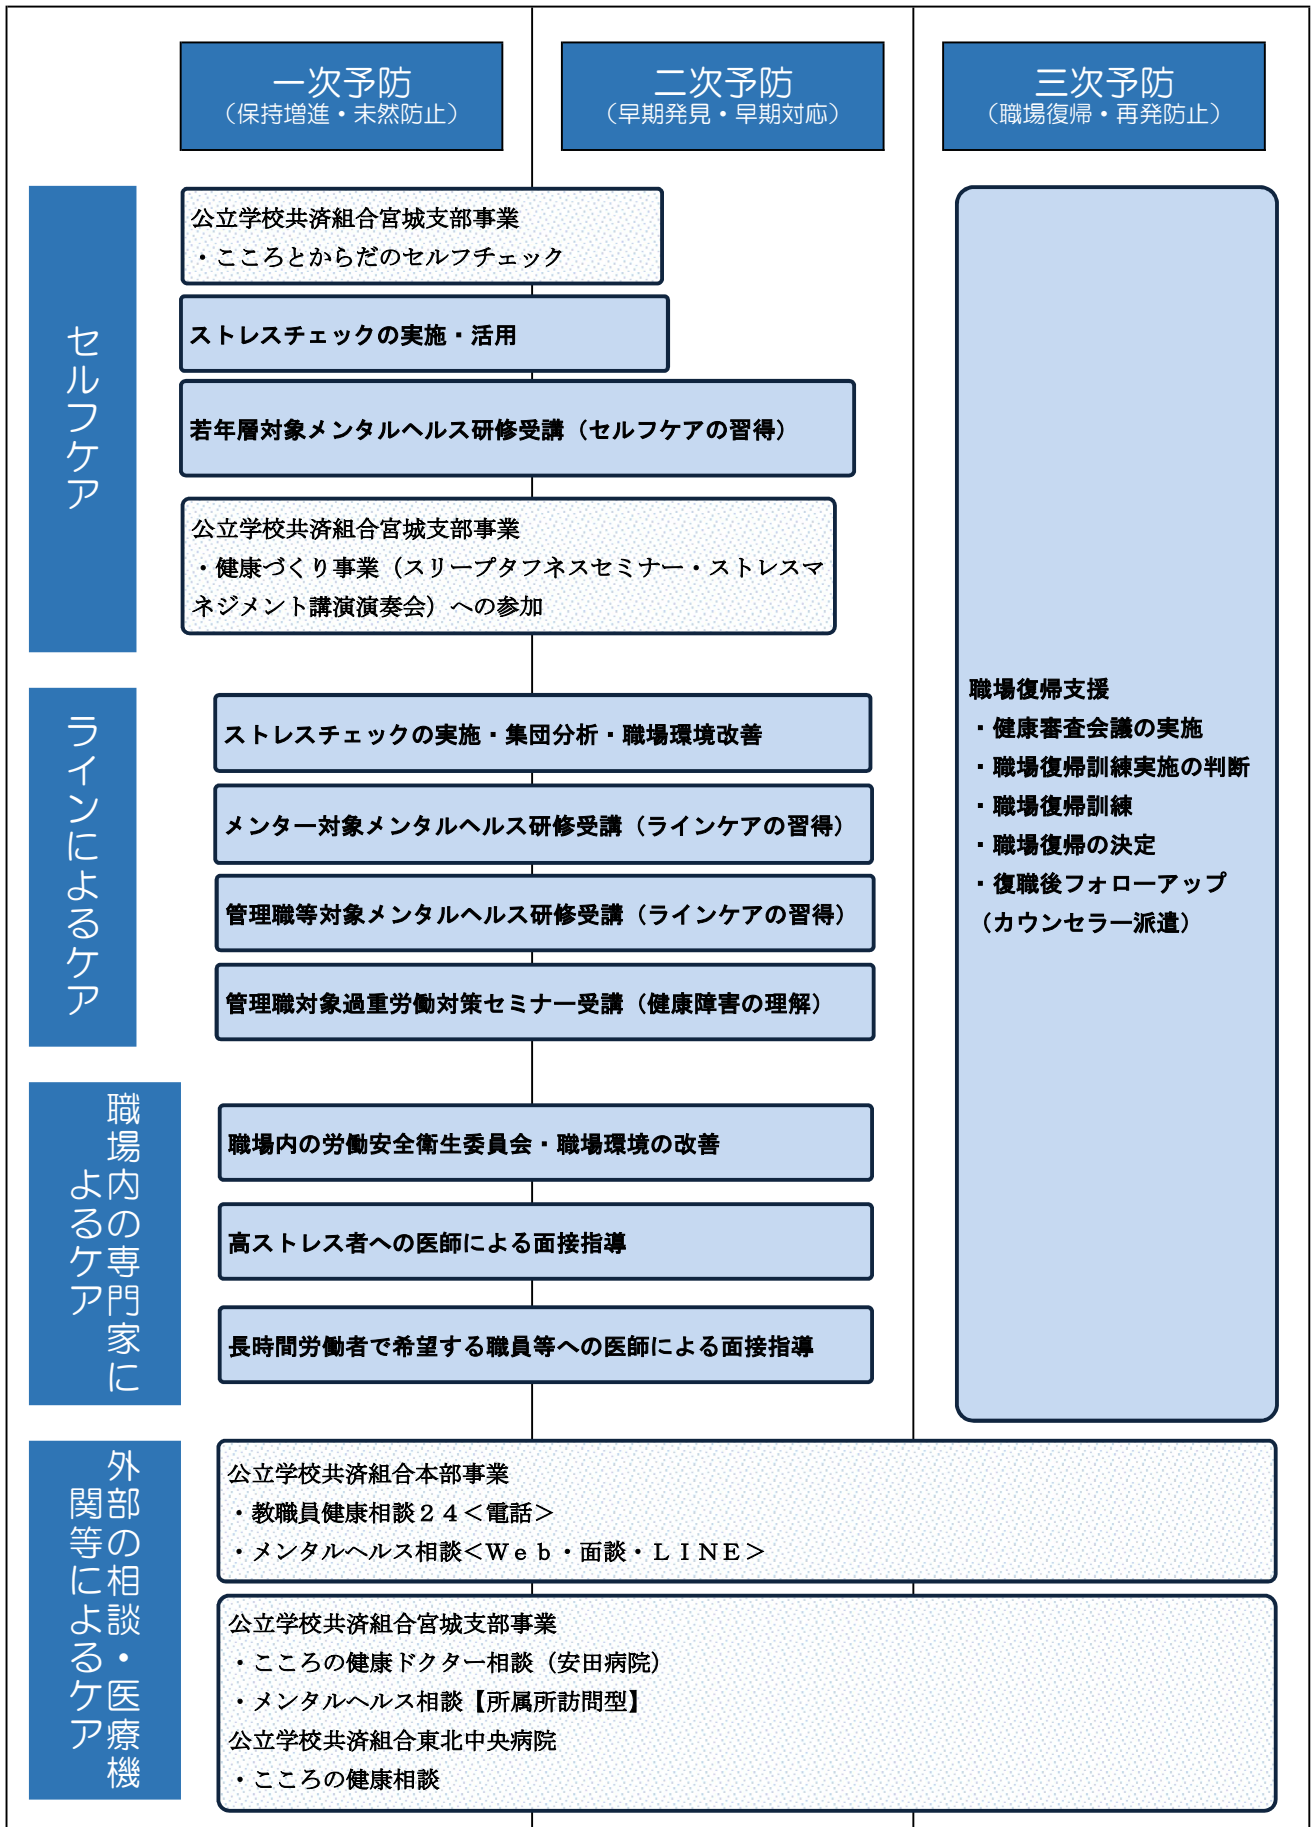 一次予防
（保持増進・未然防止）
二次予防
（早期発見・早期対応）
三次予防
（職場復帰・再発防止）
セルフケア
公立学校共済組合宮城支部事業
・こころとからだのセルフチェック
ストレスチェックの実施・活用
若年層対象メンタルヘルス研修受講（セルフケアの習得）
公立学校共済組合宮城支部事業
・健康づくり事業（スリープタフネスセミナー・ストレスマ
ネジメント講演演奏会）への参加
ラインによるケア
ストレスチェックの実施・集団分析・職場環境改善
メンター対象メンタルヘルス研修受講（ラインケアの習得）
管理職等対象メンタルヘルス研修受講（ラインケアの習得）
管理職対象過重労働対策セミナー受講（健康障害の理解）
職場内の専門家に
よるケア
職場内の労働安全衛生委員会・職場環境の改善
高ストレス者への医師による面接指導
長時間労働者で希望する職員等への医師による面接指導
職場復帰支援
・健康審査会議の実施
・職場復帰訓練実施の判断
・職場復帰訓練
・職場復帰の決定
・復職後フォローアップ
（カウンセラー派遣）
外部の相談・医療機
関等によるケア
公立学校共済組合本部事業
・教職員健康相談２４＜電話＞
・メンタルヘルス相談＜Ｗｅｂ・面談・ＬＩＮＥ＞
公立学校共済組合宮城支部事業
・こころの健康ドクター相談（安田病院）
・メンタルヘルス相談【所属所訪問型】
公立学校共済組合東北中央病院
・こころの健康相談